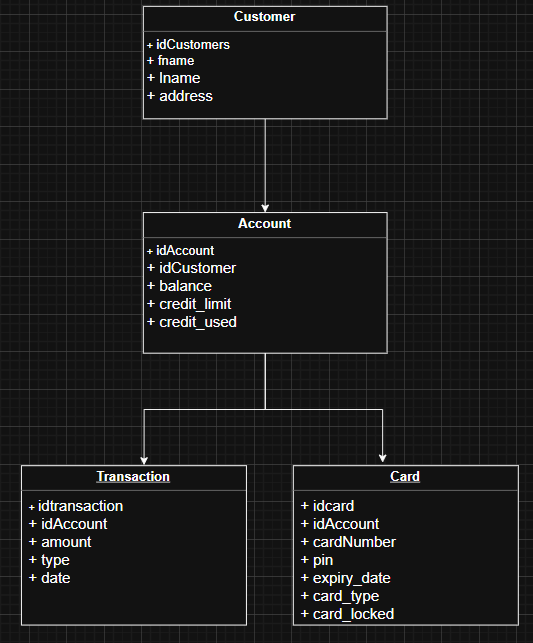 Customer
+ idCustomers
+ fname
+ lname
+ address
Account
+ idAccount
+ idCustomer
+ balance
+ credit_limit
+ credit_used
Transaction
+ idtransaction
+ idAccount
+ amount
+ type
+ date
Card
+ idcard
+ idAccount
+ cardNumber
+ pin
+ expiry_date
+ card_type
+ card_locked